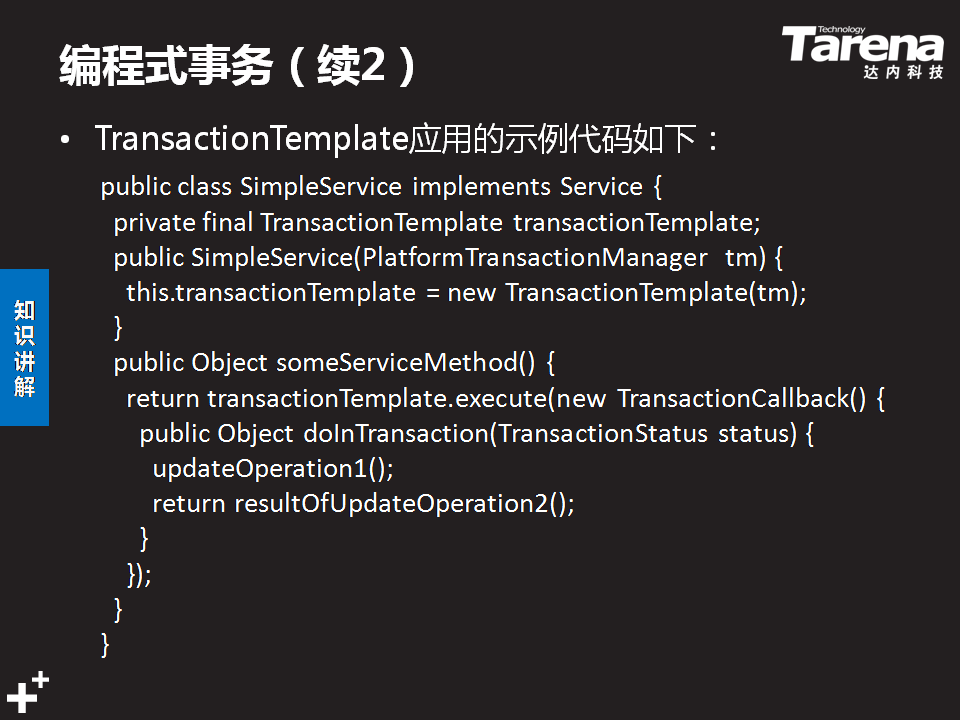 编程式事务（续2）
Technology
Tarena
达内科技
• TransactionTemplate应用的示例代码如下：
public class SimpleService implements Service {
private final TransactionTemplate transactionTemplate;
public SimpleService(PlatformTransactionManager tm) {
this.transactionTemplate = new TransactionTemplate(tm);
}
public Object someServiceMethod() {
return transactionTemplate.execute(new TransactionCallback() {
public Object doInTransaction(TransactionStatus status) {
updateOperation1();
return resultOfUpdateOperation2();
}
});
}
}
知识讲解